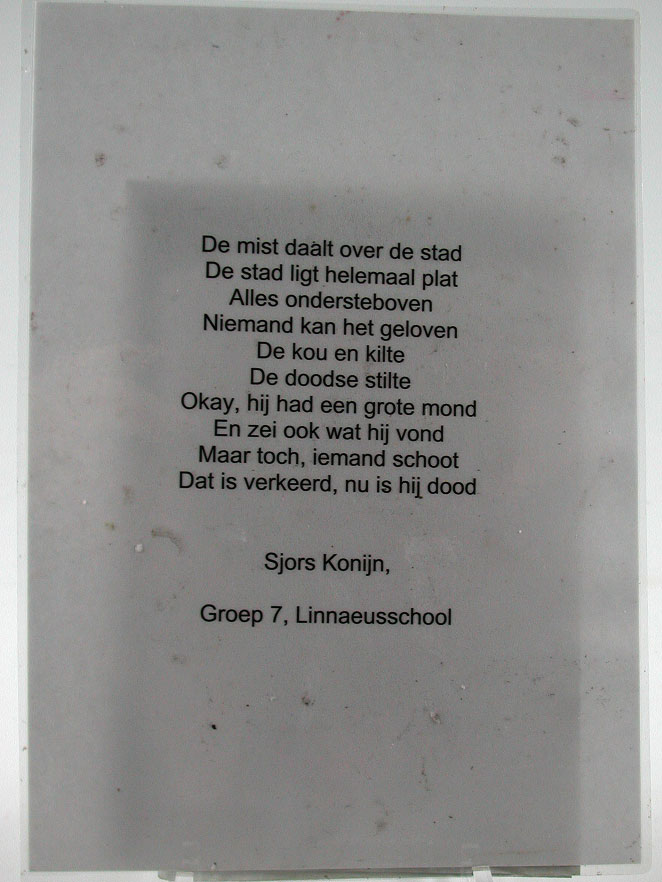 De mist daalt over de stad
De stad ligt helemaal plat
Alles ondersteboven
Niemand kan het geloven
De kou en kilte
De doodse stilte
Okay, hij had een grote mond
En zei ook wat hij vond
Maar toch, iemand schoot
Dat is verkeerd, nu is hij dood
Sjors Konijn,
Groep 7, Linnaeusschool